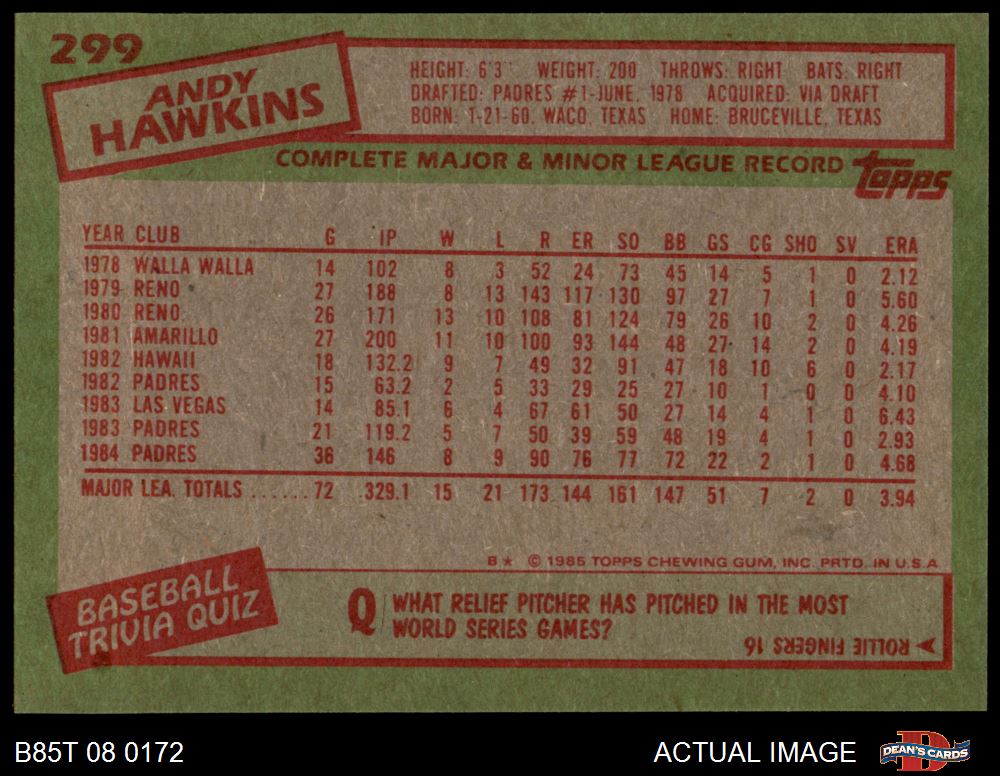 299
ANDY
HAWKINS
HEIGHT: 6'3" WEIGHT: 200 THROWS: RIGHT BATS: RIGHT
DRAFTED: PADRES #1-JUNE, 1978 ACQUIRED: VIA DRAFT
BORN: 1-21-60, WACO, TEXAS HOME: BRUCEVILLE, TEXAS
COMPLETE MAJOR & MINOR LEAGUE RECORD
TOPPS
YEAR CLUB G IP W L R ER SO BB GS CG SHO SV ERA
1978 WALLA WALLA 14 102 8 3 52 24 73 45 14 5 1 0 2.12
1979 RENO 27 188 8 13 143 117 130 97 27 7 1 0 5.60
1980 RENO 26 171 13 10 108 81 124 79 26 10 2 0 4.26
1981 AMARILLO 27 200 11 10 100 93 144 48 27 14 2 0 4.19
1982 HAWAII 18 132.2 9 7 49 32 91 47 18 10 6 0 2.17
1982 PADRES 15 63.2 2 5 33 29 25 27 10 1 0 0 4.10
1983 LAS VEGAS 14 85.1 6 4 67 61 50 27 14 4 1 0 6.43
1983 PADRES 21 119.2 5 7 50 39 59 48 19 4 1 0 2.93
1984 PADRES 36 146 8 9 90 76 77 72 22 2 1 0 4.68
MAJOR LEA. TOTALS ......72 329.1 15 21 173 144 161 147 51 7 2 0 3.94
B★ © 1985 TOPPS CHEWING GUM, INC. PRTD. IN U.S.A.
BASEBALL
TRIVIA QUIZ
Q WHAT RELIEF PITCHER HAS PITCHED IN THE MOST
WORLD SERIES GAMES?
ROLLIE FINGERS 16
B85T 08 0172
ACTUAL IMAGE
D
DEAN'S CARDS